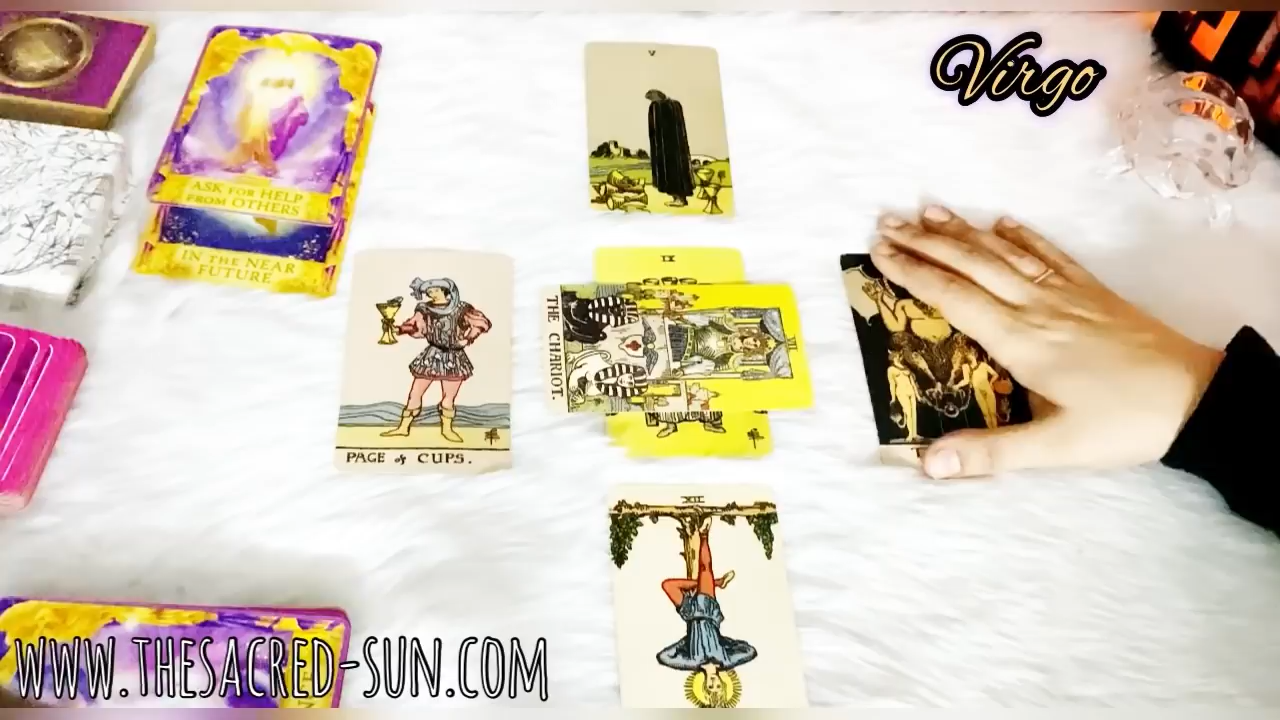 Virgo
V
ASK FOR HELP
FROM OTHERS
IN THE NEAR
FUTURE
IX
VII
THE CHARIOT.
PAGE of CUPS.
XII
WWW.THESACRED-SUN.COM